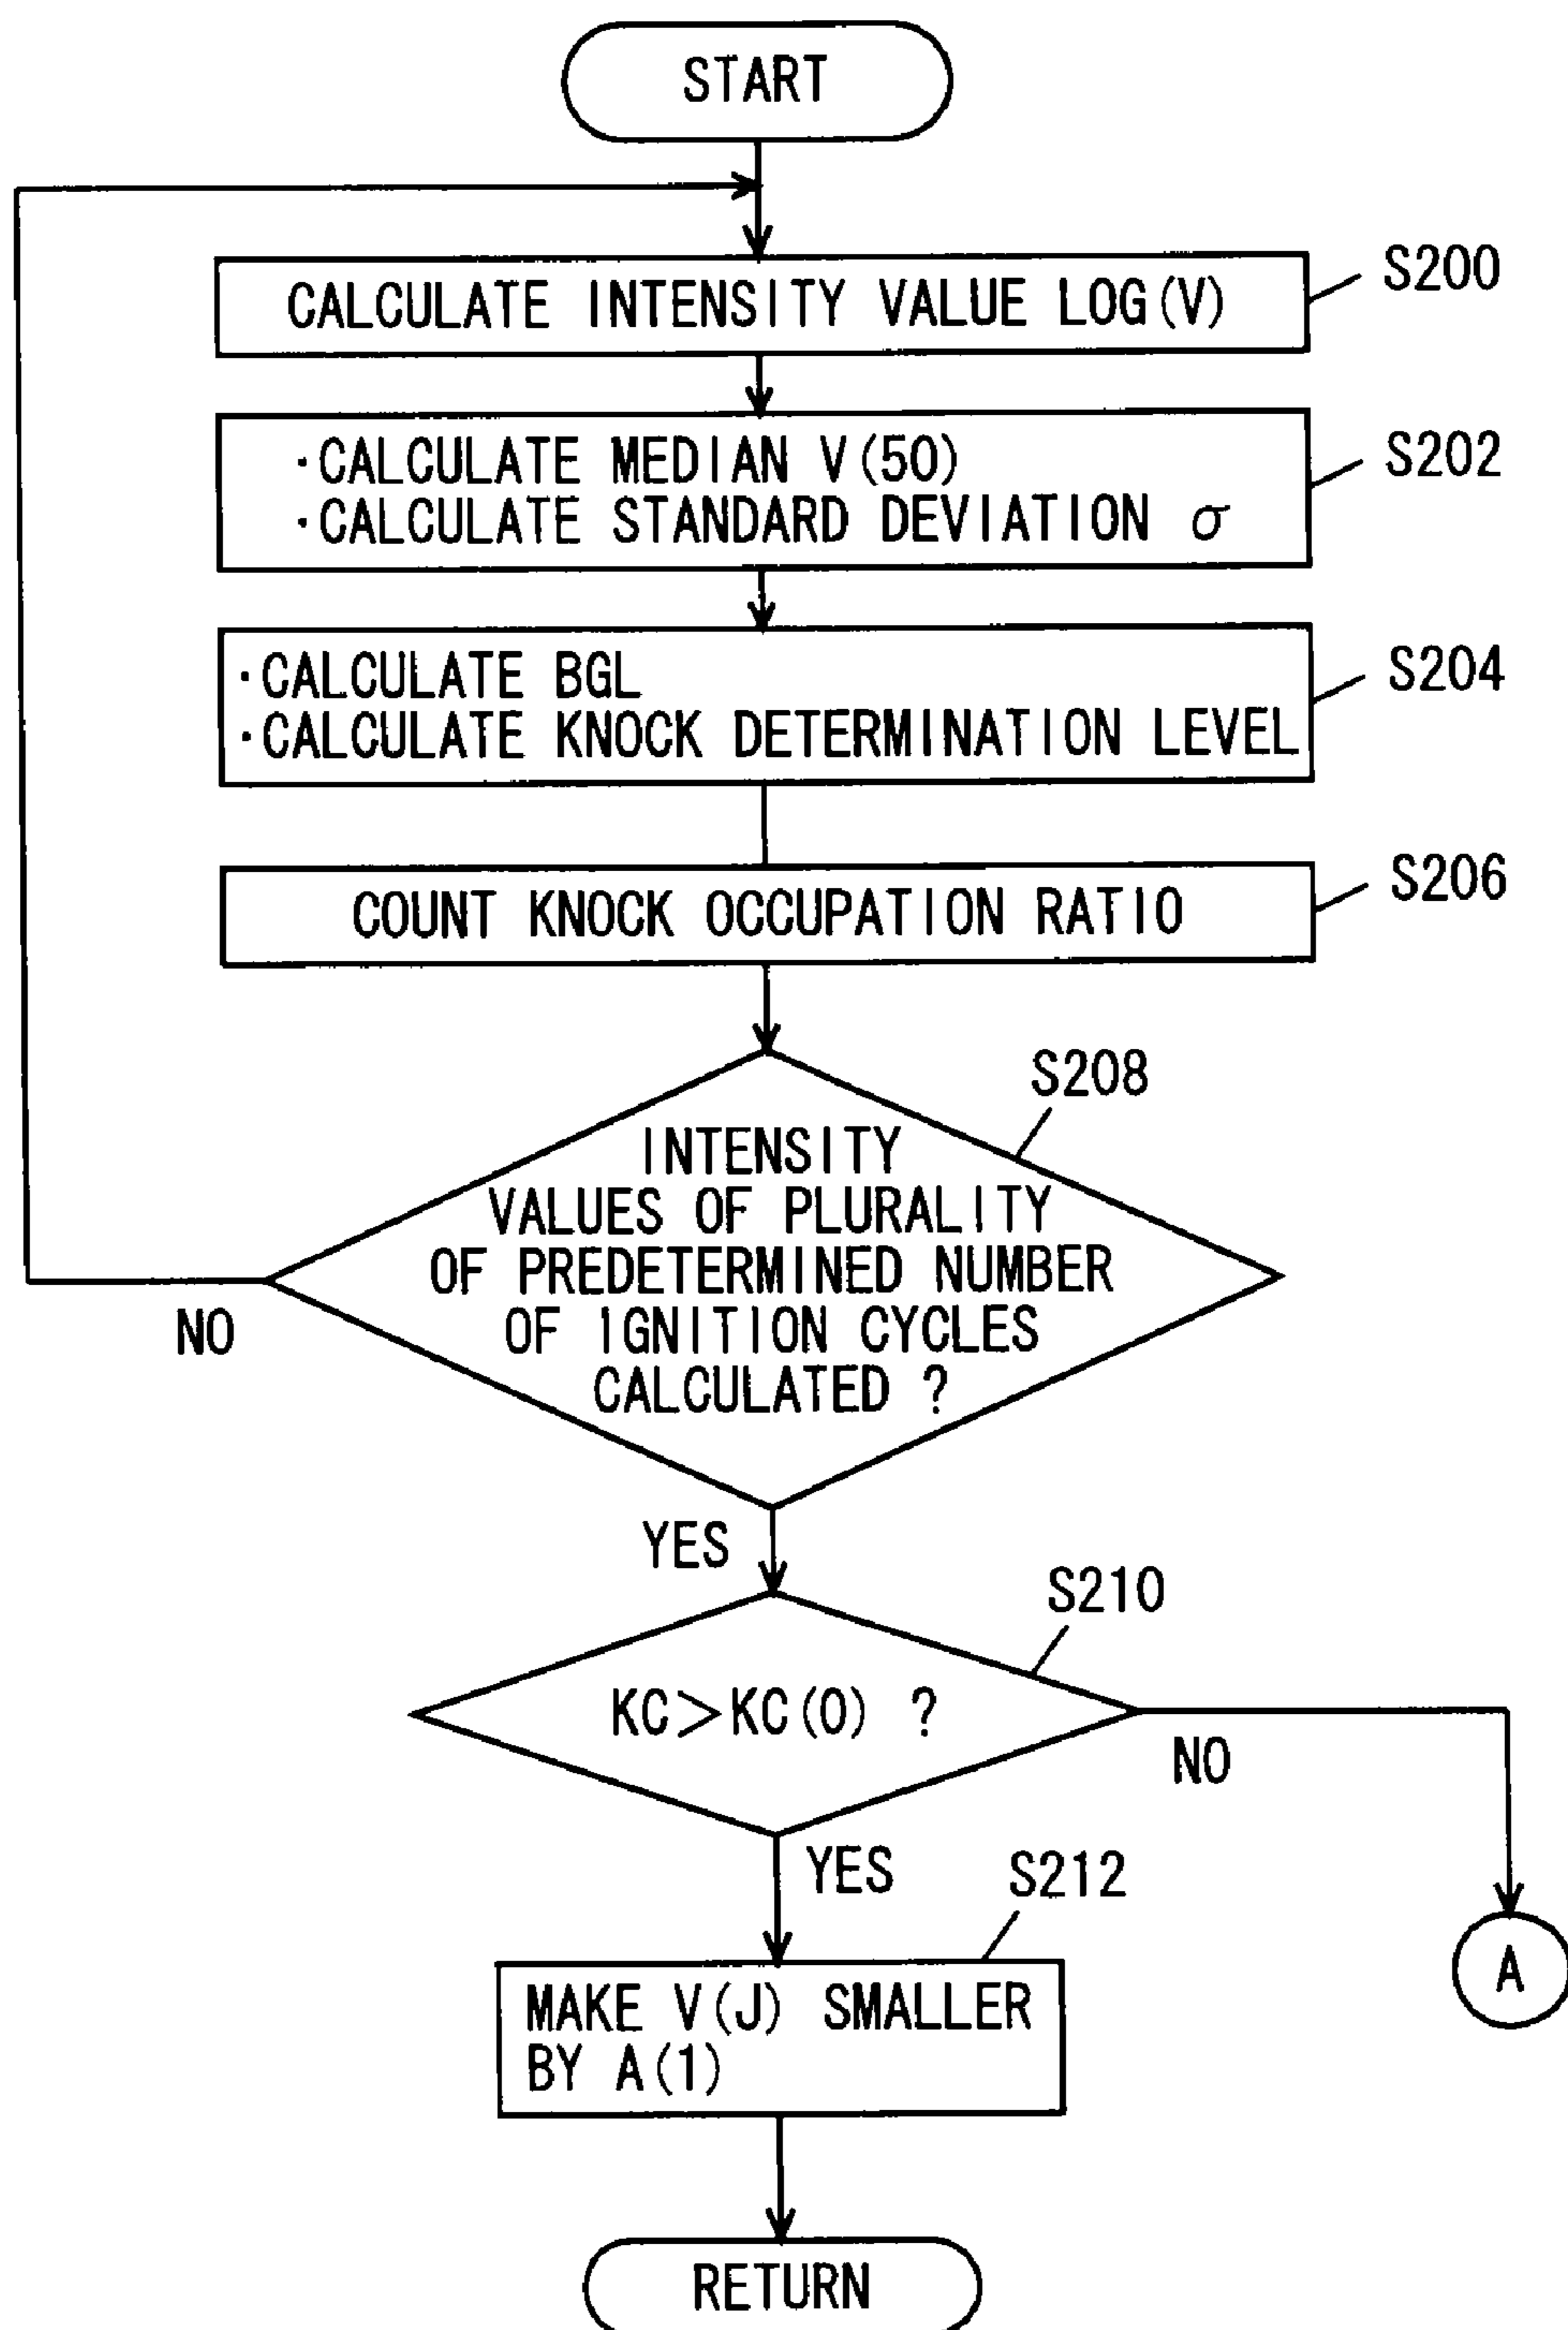 START
CALCULATE INTENSITY VALUE LOG(V)
S200
·CALCULATE MEDIAN V(50)
·CALCULATE STANDARD DEVIATION σ
S202
·CALCULATE BGL
·CALCULATE KNOCK DETERMINATION LEVEL
S204
COUNT KNOCK OCCUPATION RATIO
S206
S208
INTENSITY
VALUES OF PLURALITY
OF PREDETERMINED NUMBER
OF IGNITION CYCLES
CALCULATED ?
NO
YES
S210
KC>KC(0) ?
NO
YES
S212
MAKE V(J) SMALLER
BY A(1)
A
RETURN